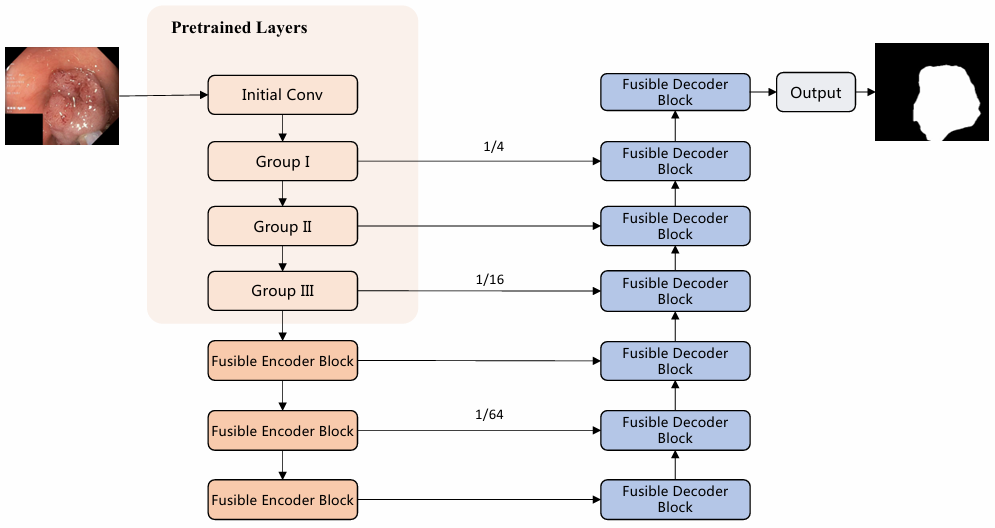 Pretrained Layers
Initial Conv
Group I
Group II
Group III
Fusible Encoder Block
Fusible Encoder Block
Fusible Encoder Block
1/4
1/16
1/64
Fusible Decoder
Block
Fusible Decoder
Block
Fusible Decoder
Block
Fusible Decoder
Block
Fusible Decoder
Block
Fusible Decoder
Block
Fusible Decoder
Block
Output